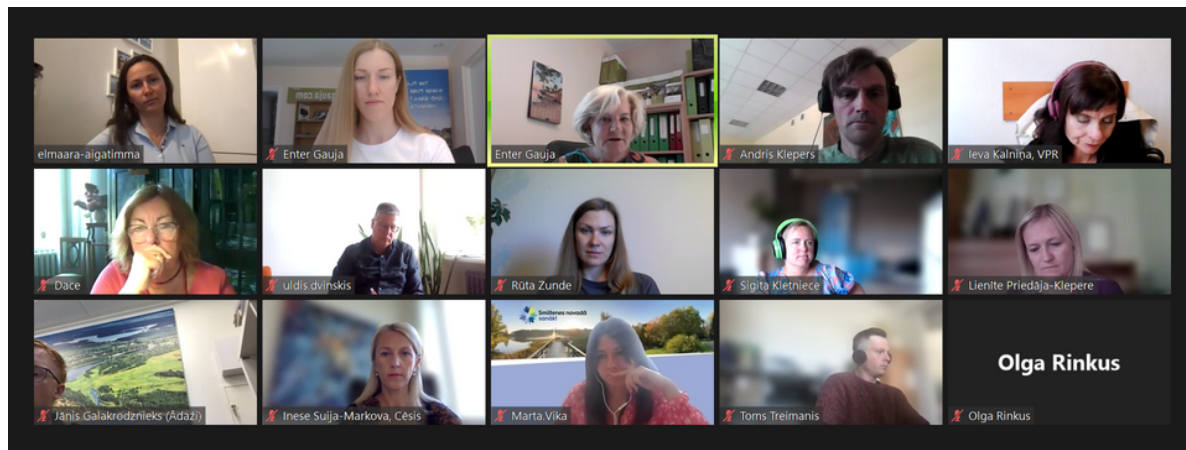 elmaara-aigatimma
Enter Gauja
Enter Gauja
Andris Klepers
Ieva Kalniņa, VPR
Dace
uldis.dvinskis
Rūta Zunde
Sigita Kletniece
Lienīte Priedāja-Klepere
Smiltenes novadā
sanāk!
Jānis Galakrodznieks (Ādaži)
Inese Suija-Markova, Cēsis
Marta.Vika
Toms Treimanis
Olga Rinkus
Olga Rinkus